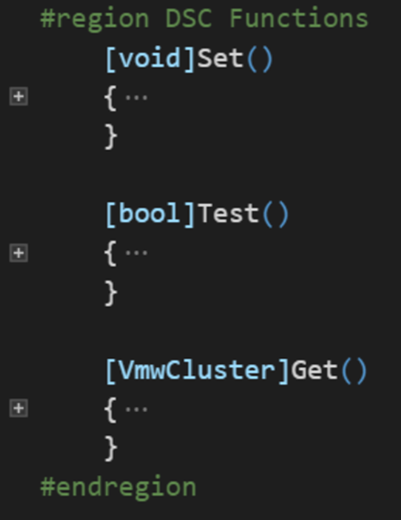 #region DSC Functions
[void]Set()
{ ···
}
[bool]Test()
{ ···
}
[VmwCluster]Get()
{ ···
}
#endregion